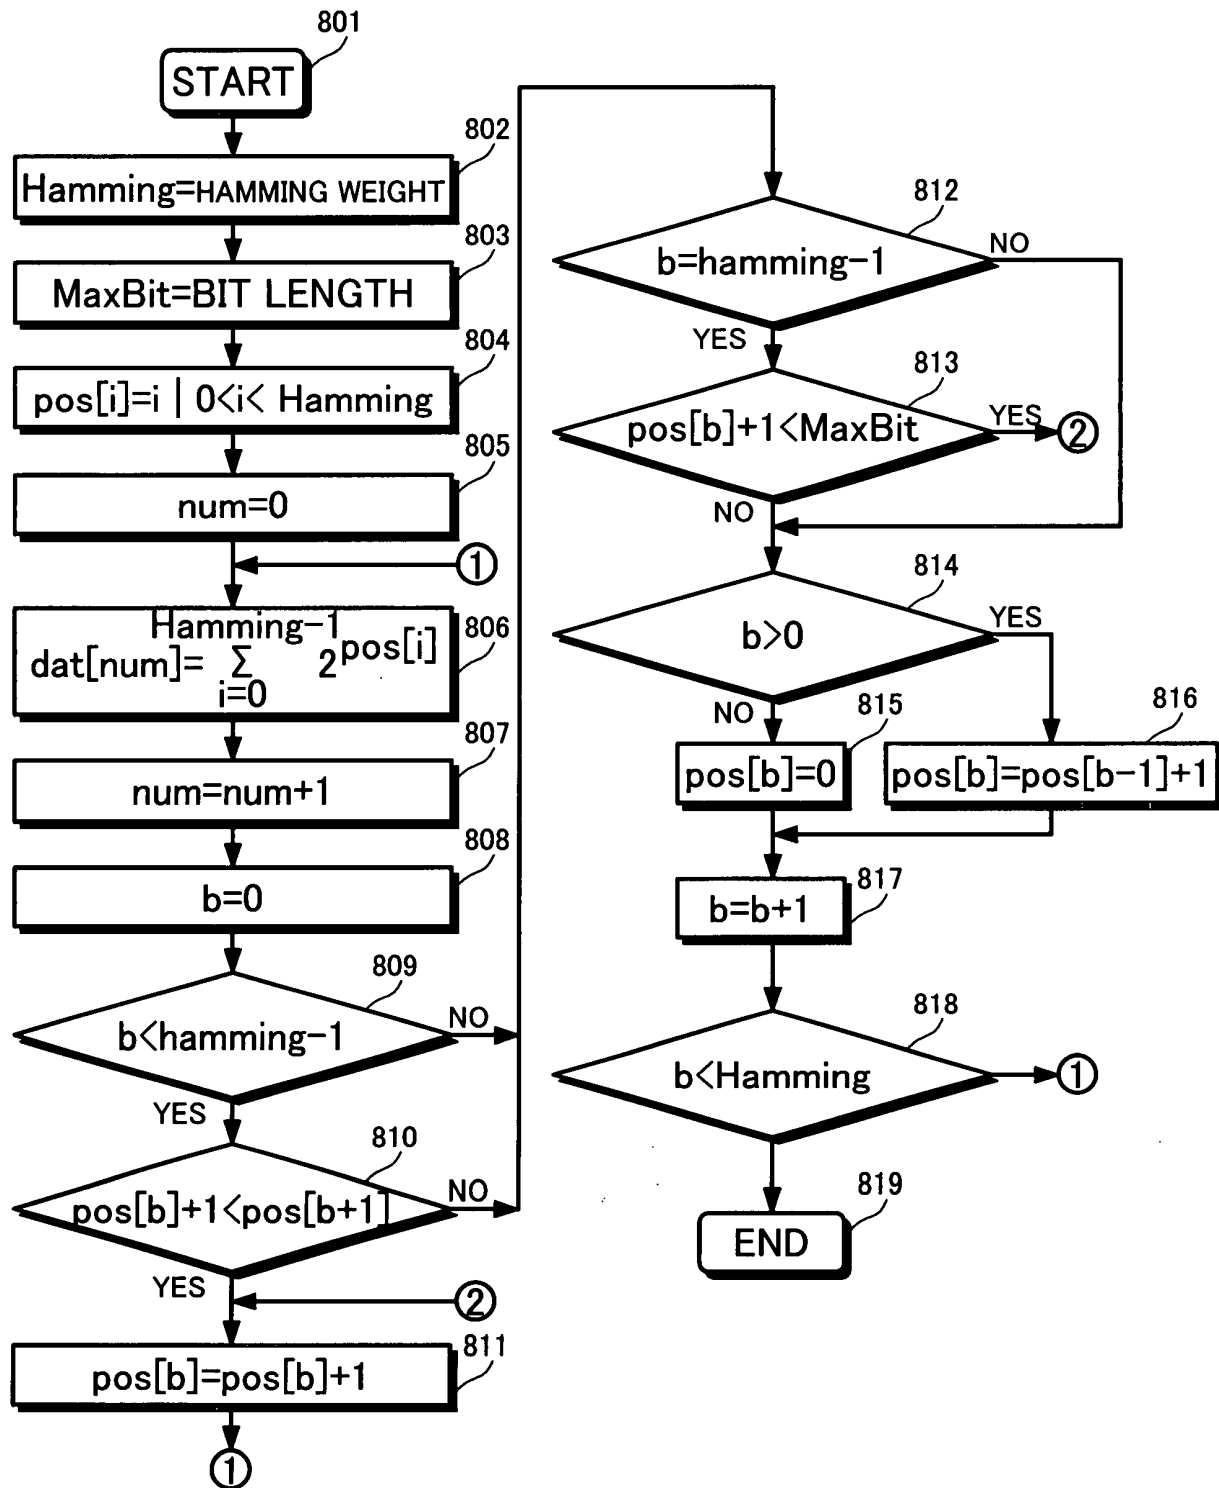 801
START
802
Hamming=HAMMING WEIGHT
803
MaxBit=BIT LENGTH
804
pos[i]=i | 0<i< Hamming
805
num=0
①
806
Hamming-1
dat[num]= Σ 2^pos[i]
i=0
807
num=num+1
808
b=0
809
b<hamming-1
NO
YES
810
pos[b]+1<pos[b+1]
NO
YES
②
811
pos[b]=pos[b]+1
①
812
b=hamming-1
NO
YES
813
pos[b]+1<MaxBit
YES
②
NO
814
b>0
YES
NO
815
pos[b]=0
816
pos[b]=pos[b-1]+1
817
b=b+1
818
b<Hamming
①
819
END